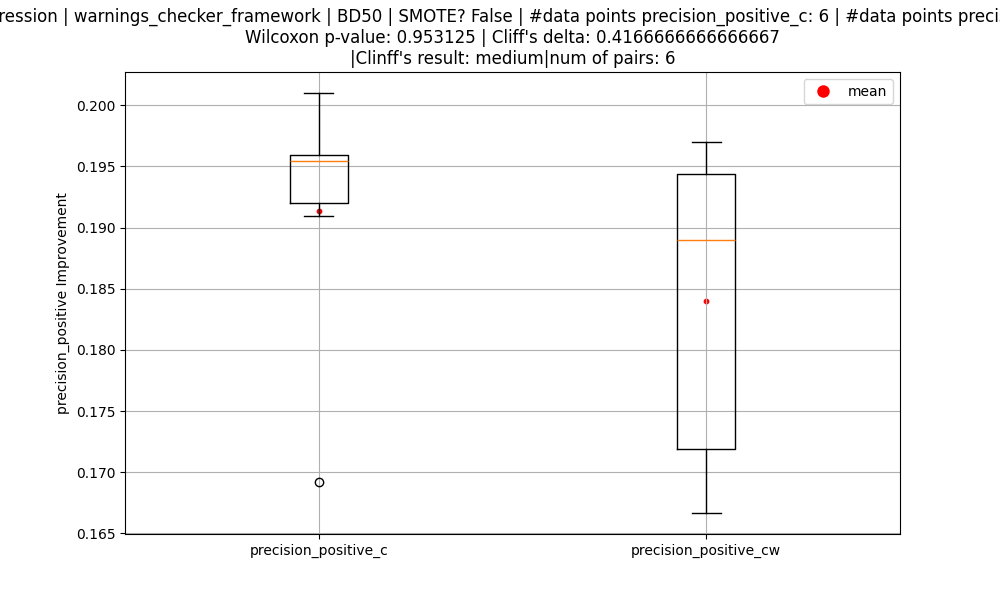 ression | warnings_checker_framework | BD50 | SMOTE? False | #data points precision_positive_c: 6 | #data points preci
Wilcoxon p-value: 0.953125 | Cliff's delta: 0.4166666666666667
|Clinff's result: medium|num of pairs: 6
mean
0.200
0.195
0.190
0.185
0.180
0.175
0.170
0.165
precision_positive Improvement
precision_positive_c
precision_positive_cw